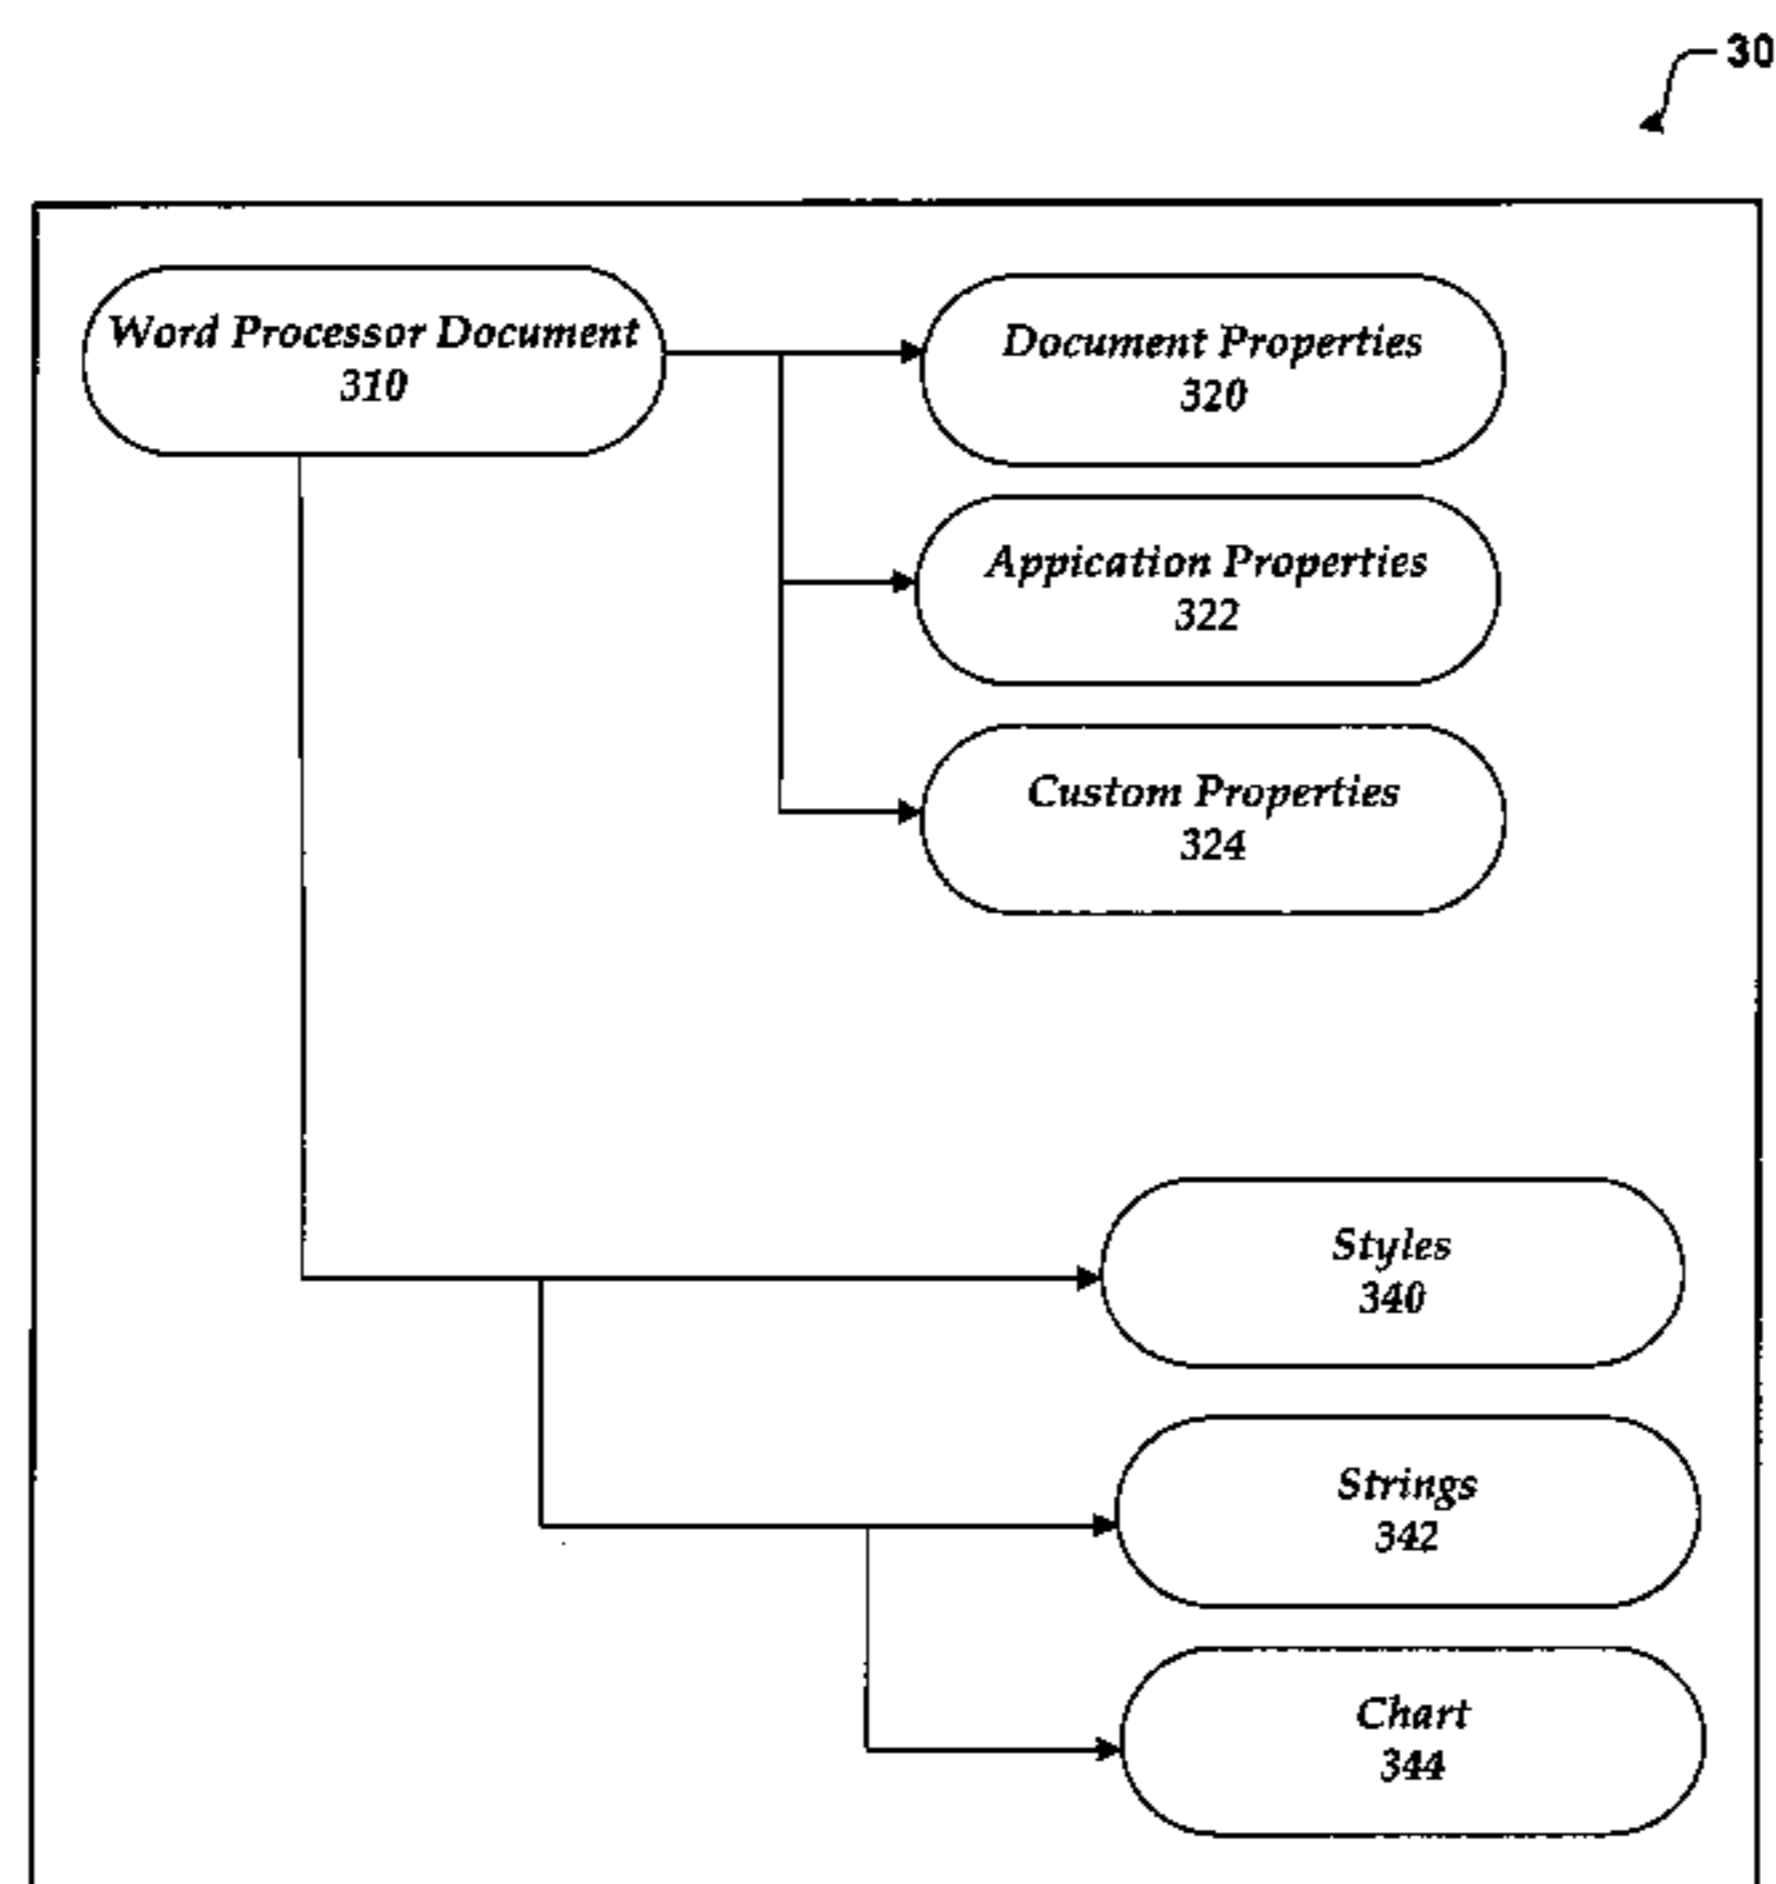 30
Word Processor Document
310
Document Properties
320
Appication Properties
322
Custom Properties
324
Styles
340
Strings
342
Chart
344